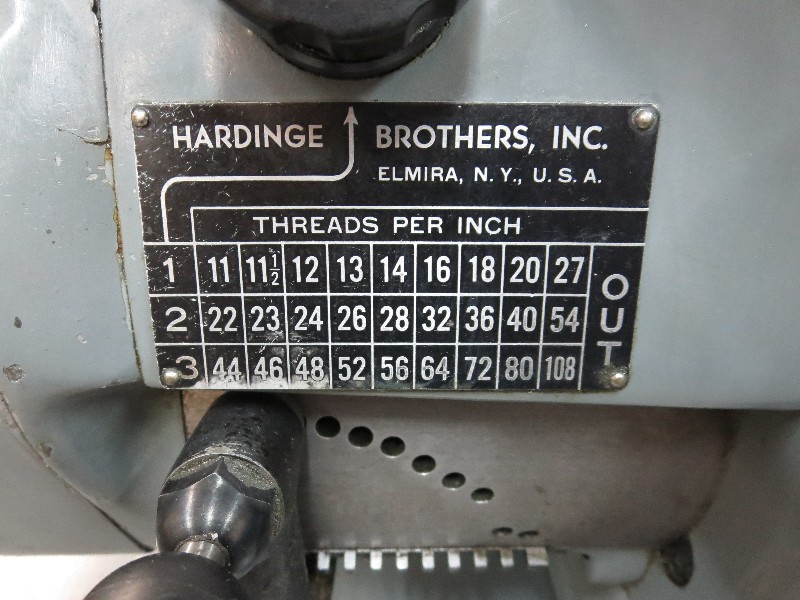 HARDINGE BROTHERS, INC.
ELMIRA, N. Y., U. S. A.
THREADS PER INCH
1 11 11 1/2 12 13 14 16 18 20 27
2 22 23 24 26 28 32 36 40 54
3 44 46 48 52 56 64 72 80 108
OUT